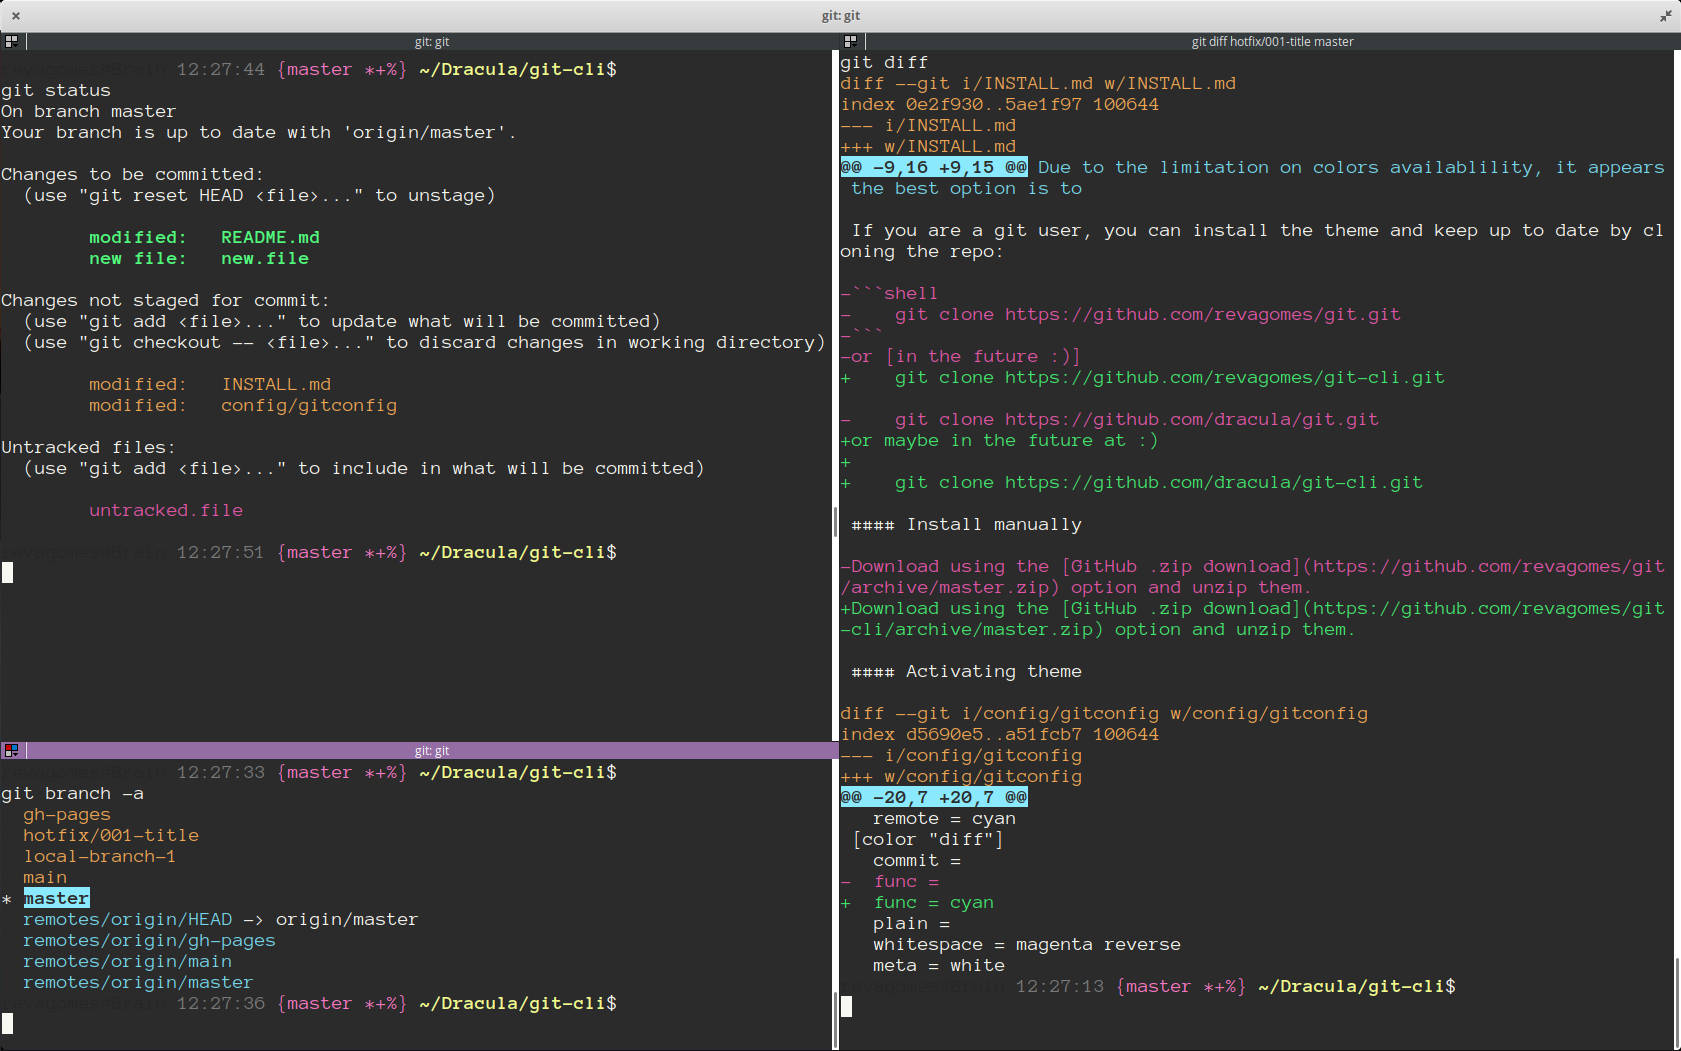 git: git
git: git
revagomes@Brain 12:27:44 {master *+%} ~/Dracula/git-cli$
git status
On branch master
Your branch is up to date with 'origin/master'.
Changes to be committed:
(use "git reset HEAD <file>..." to unstage)
modified:   README.md
new file:   new.file
Changes not staged for commit:
(use "git add <file>..." to update what will be committed)
(use "git checkout -- <file>..." to discard changes in working directory)
modified:   INSTALL.md
modified:   config/gitconfig
Untracked files:
(use "git add <file>..." to include in what will be committed)
untracked.file
revagomes@Brain 12:27:51 {master *+%} ~/Dracula/git-cli$
git: git
revagomes@Brain 12:27:33 {master *+%} ~/Dracula/git-cli$
git branch -a
gh-pages
hotfix/001-title
local-branch-1
main
* master
remotes/origin/HEAD -> origin/master
remotes/origin/gh-pages
remotes/origin/main
remotes/origin/master
revagomes@Brain 12:27:36 {master *+%} ~/Dracula/git-cli$
git diff hotfix/001-title master
git diff
diff --git i/INSTALL.md w/INSTALL.md
index 0e2f930..5ae1f97 100644
--- i/INSTALL.md
+++ w/INSTALL.md
@@ -9,16 +9,15 @@ Due to the limitation on colors availablility, it appears
the best option is to
If you are a git user, you can install the theme and keep up to date by cl
oning the repo:
-```shell
-    git clone https://github.com/revagomes/git.git
-```
-or [in the future :)]
+    git clone https://github.com/revagomes/git-cli.git
-    git clone https://github.com/dracula/git.git
+or maybe in the future at :)
+
+    git clone https://github.com/dracula/git-cli.git
#### Install manually
-Download using the [GitHub .zip download](https://github.com/revagomes/git
/archive/master.zip) option and unzip them.
+Download using the [GitHub .zip download](https://github.com/revagomes/git
-cli/archive/master.zip) option and unzip them.
#### Activating theme
diff --git i/config/gitconfig w/config/gitconfig
index d5690e5..a51fcb7 100644
--- i/config/gitconfig
+++ w/config/gitconfig
@@ -20,7 +20,7 @@
remote = cyan
[color "diff"]
commit =
-  func =
+  func = cyan
plain =
whitespace = magenta reverse
meta = white
revagomes@Brain 12:27:13 {master *+%} ~/Dracula/git-cli$